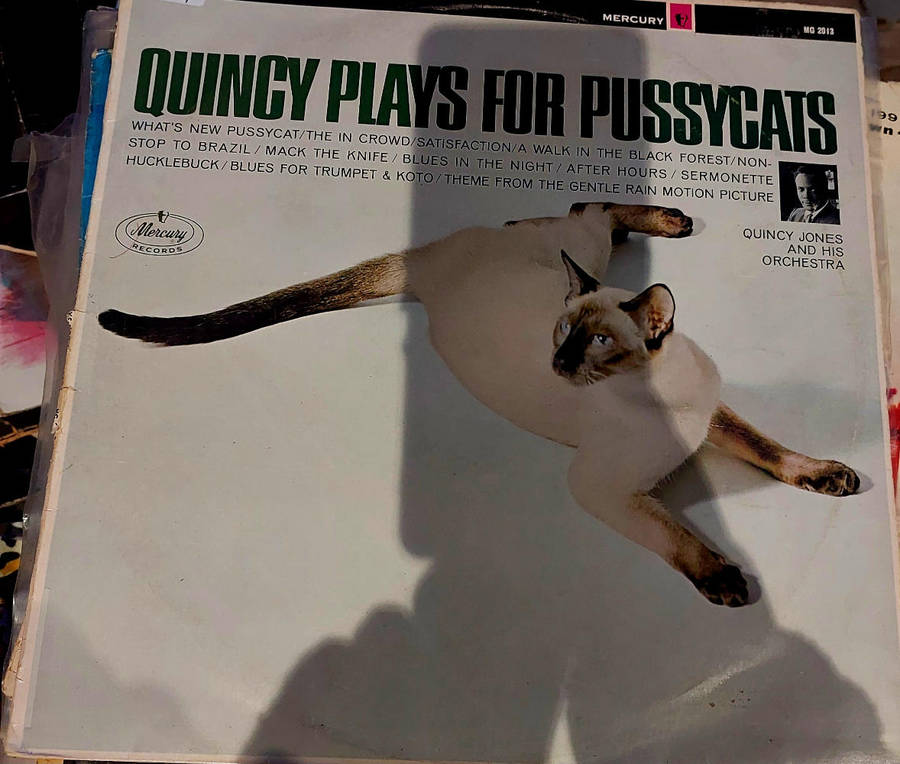 MERCURY
MG 2013
QUINCY PLAYS FOR PUSSYCATS
WHAT'S NEW PUSSYCAT/THE IN CROWD/SATISFACTION/A WALK IN THE BLACK FOREST/NON-
STOP TO BRAZIL / MACK THE KNIFE / BLUES IN THE NIGHT / AFTER HOURS / SERMONETTE
HUCKLEBUCK/BLUES FOR TRUMPET & KOTO/THEME FROM THE GENTLE RAIN MOTION PICTURE
Mercury
RECORDS
QUINCY JONES
AND HIS
ORCHESTRA